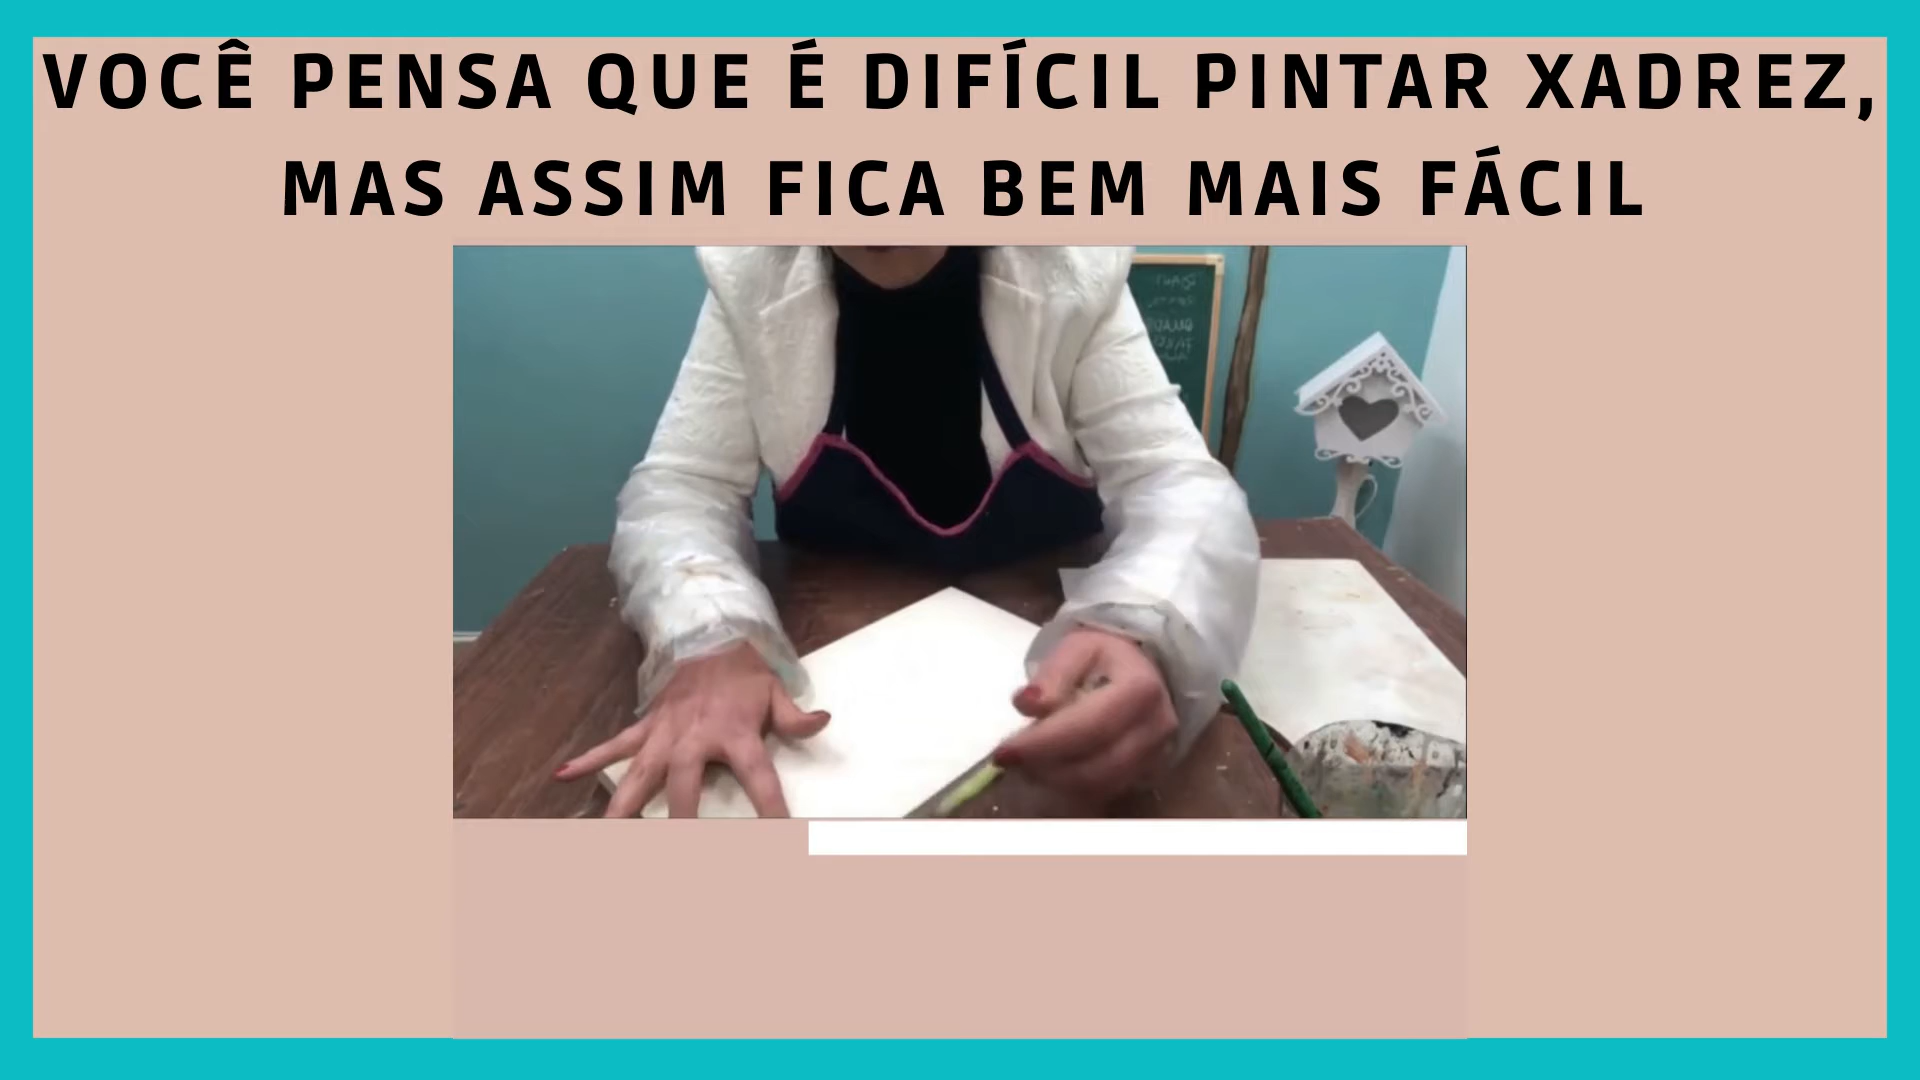 VOCÊ PENSA QUE É DIFÍCIL PINTAR XADREZ,
MAS ASSIM FICA BEM MAIS FÁCIL